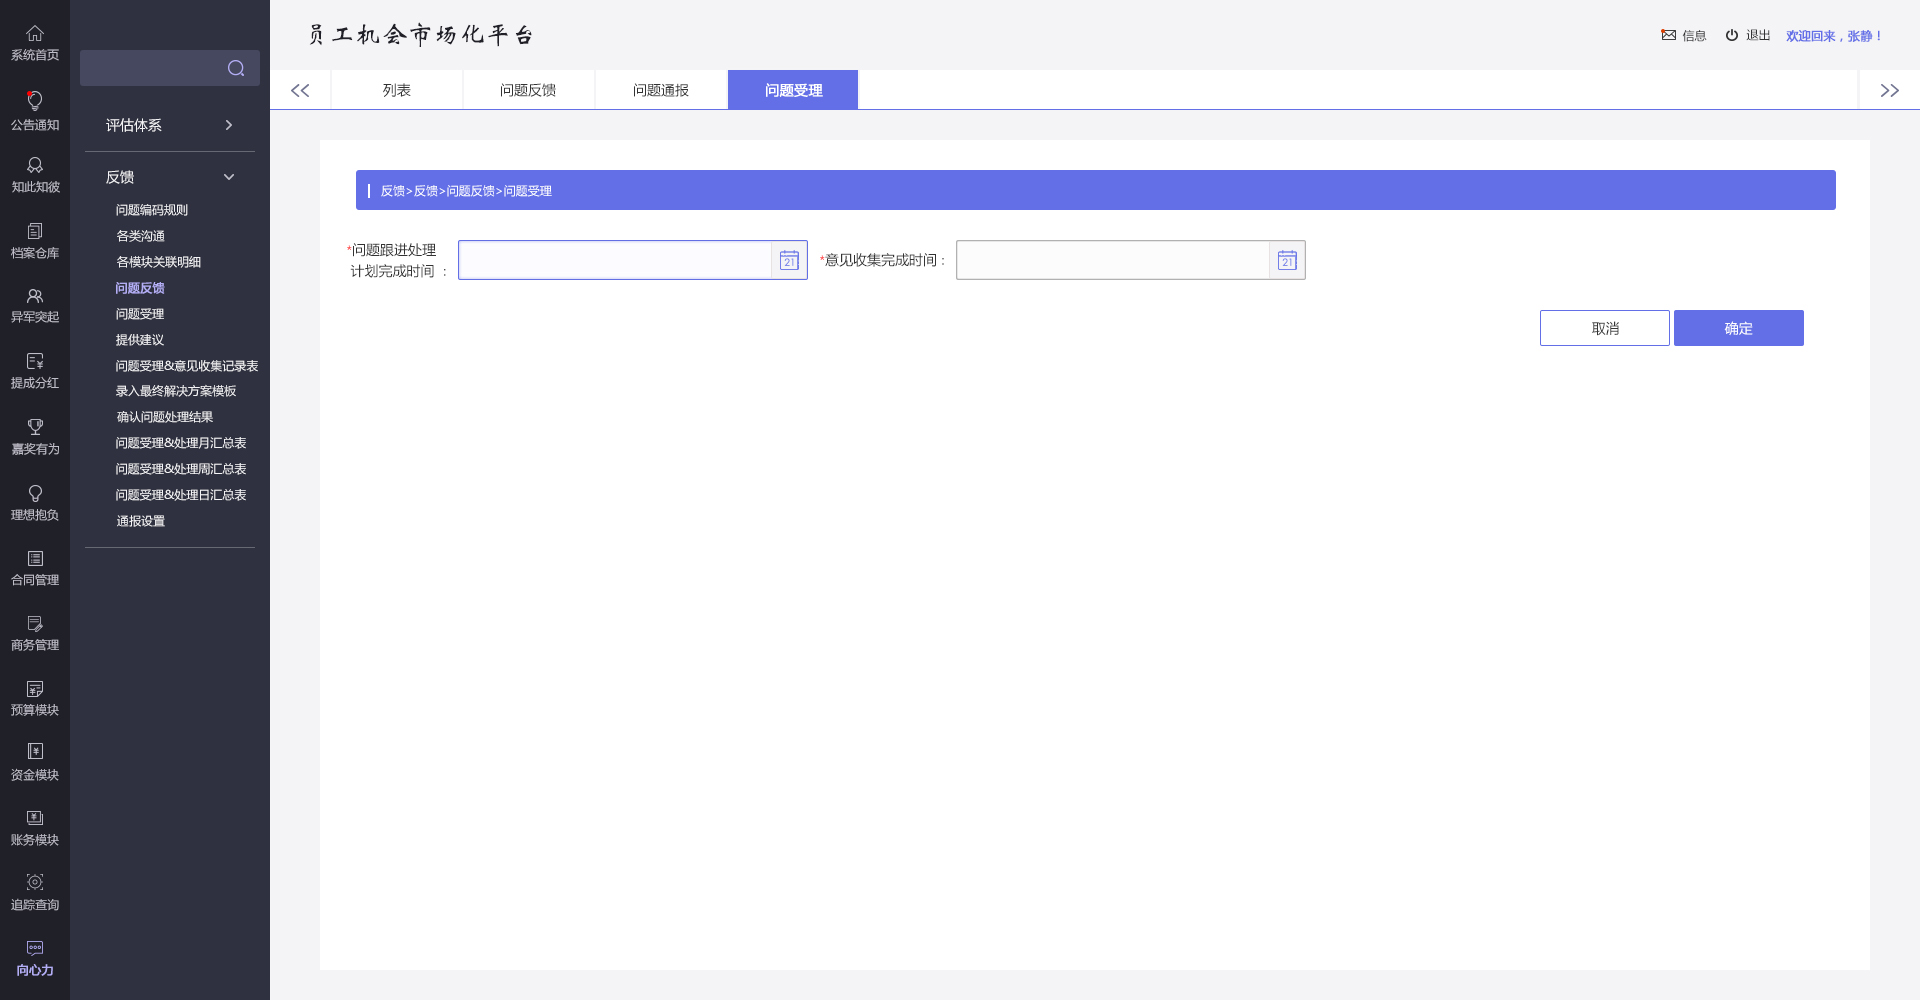 员工机会市场化平台
信息
退出
欢迎回来，张静！
列表
问题反馈
问题通报
问题受理
系统首页
公告通知
知此知彼
档案仓库
异军突起
提成分红
嘉奖有为
理想抱负
合同管理
商务管理
预算模块
资金模块
账务模块
追踪查询
向心力
评估体系
反馈
问题编码规则
各类沟通
各模块关联明细
问题反馈
问题受理
提供建议
问题受理&意见收集记录表
录入最终解决方案模板
确认问题处理结果
问题受理&处理月汇总表
问题受理&处理周汇总表
问题受理&处理日汇总表
通报设置
反馈>反馈>问题反馈>问题受理
*问题跟进处理
计划完成时间 ：
21
*意见收集完成时间：
21
取消
确定